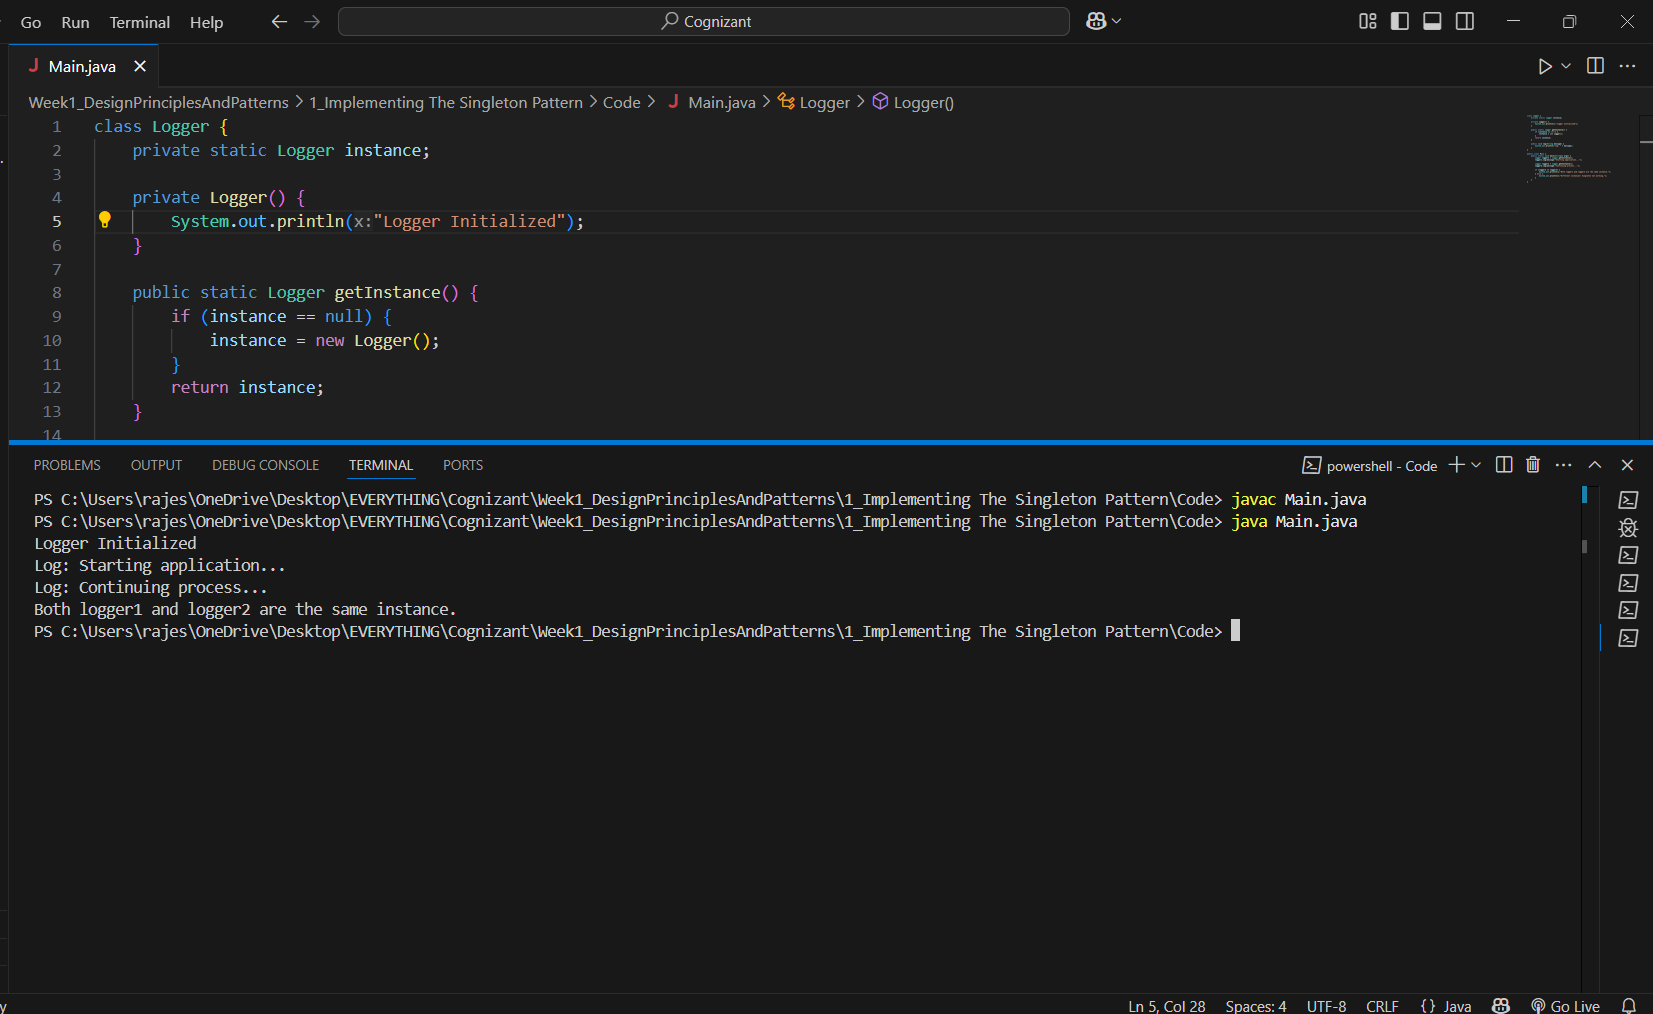 Go Run Terminal Help Cognizant
Main.java
Week1_DesignPrinciplesAndPatterns > 1_Implementing The Singleton Pattern > Code > J Main.java > Logger > Logger()
1 class Logger {
2 private static Logger instance;
3
4 private Logger() {
5 System.out.println(x:"Logger Initialized");
6 }
7
8 public static Logger getInstance() {
9 if (instance == null) {
10 instance = new Logger();
11 }
12 return instance;
13 }
14
PROBLEMS OUTPUT DEBUG CONSOLE TERMINAL PORTS powershell - Code
PS C:\Users\rajes\OneDrive\Desktop\EVERYTHING\Cognizant\Week1_DesignPrinciplesAndPatterns\1_Implementing The Singleton Pattern\Code> javac Main.java
PS C:\Users\rajes\OneDrive\Desktop\EVERYTHING\Cognizant\Week1_DesignPrinciplesAndPatterns\1_Implementing The Singleton Pattern\Code> java Main.java
Logger Initialized
Log: Starting application...
Log: Continuing process...
Both logger1 and logger2 are the same instance.
PS C:\Users\rajes\OneDrive\Desktop\EVERYTHING\Cognizant\Week1_DesignPrinciplesAndPatterns\1_Implementing The Singleton Pattern\Code>
Ln 5, Col 28 Spaces: 4 UTF-8 CRLF {} Java Go Live